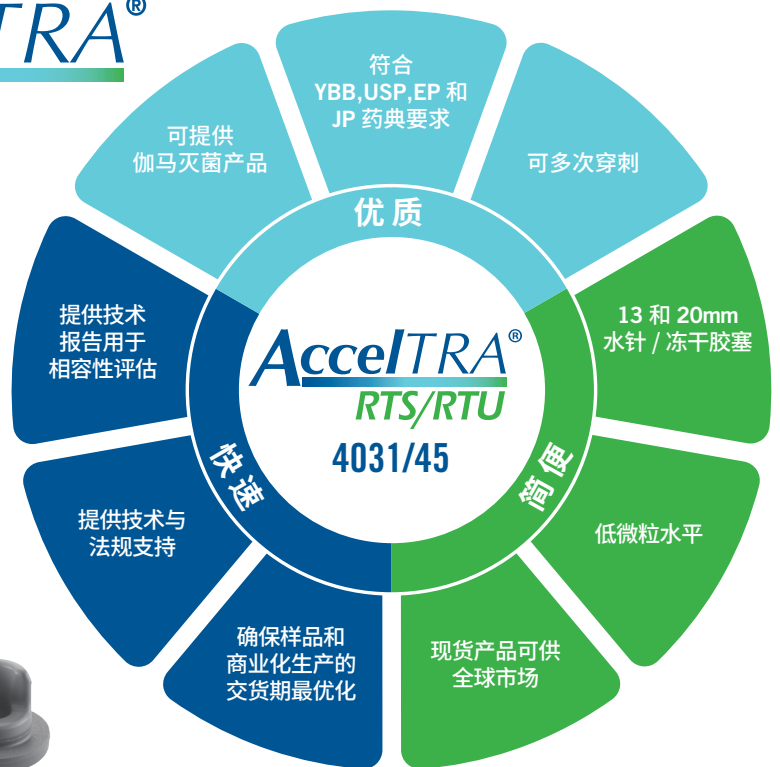 TRA®
符合
YBB,USP,EP 和
JP 药典要求
可提供
伽马灭菌产品
可多次穿刺
优质
提供技术
报告用于
相容性评估
13 和 20mm
水针 / 冻干胶塞
AccelTRA®
RTS/RTU
4031/45
快速
简便
提供技术与
法规支持
低微粒水平
确保样品和
商业化生产的
交货期最优化
现货产品可供
全球市场